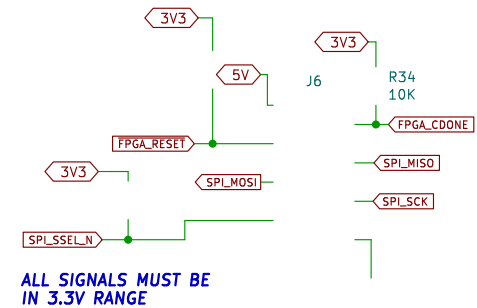 3V3
3V3
5V
J6
R34
10K
FPGA_CDONE
FPGA_RESET
SPI_MISO
3V3
SPI_MOSI
SPI_SCK
SPI_SSEL_N
ALL SIGNALS MUST BE
IN 3.3V RANGE